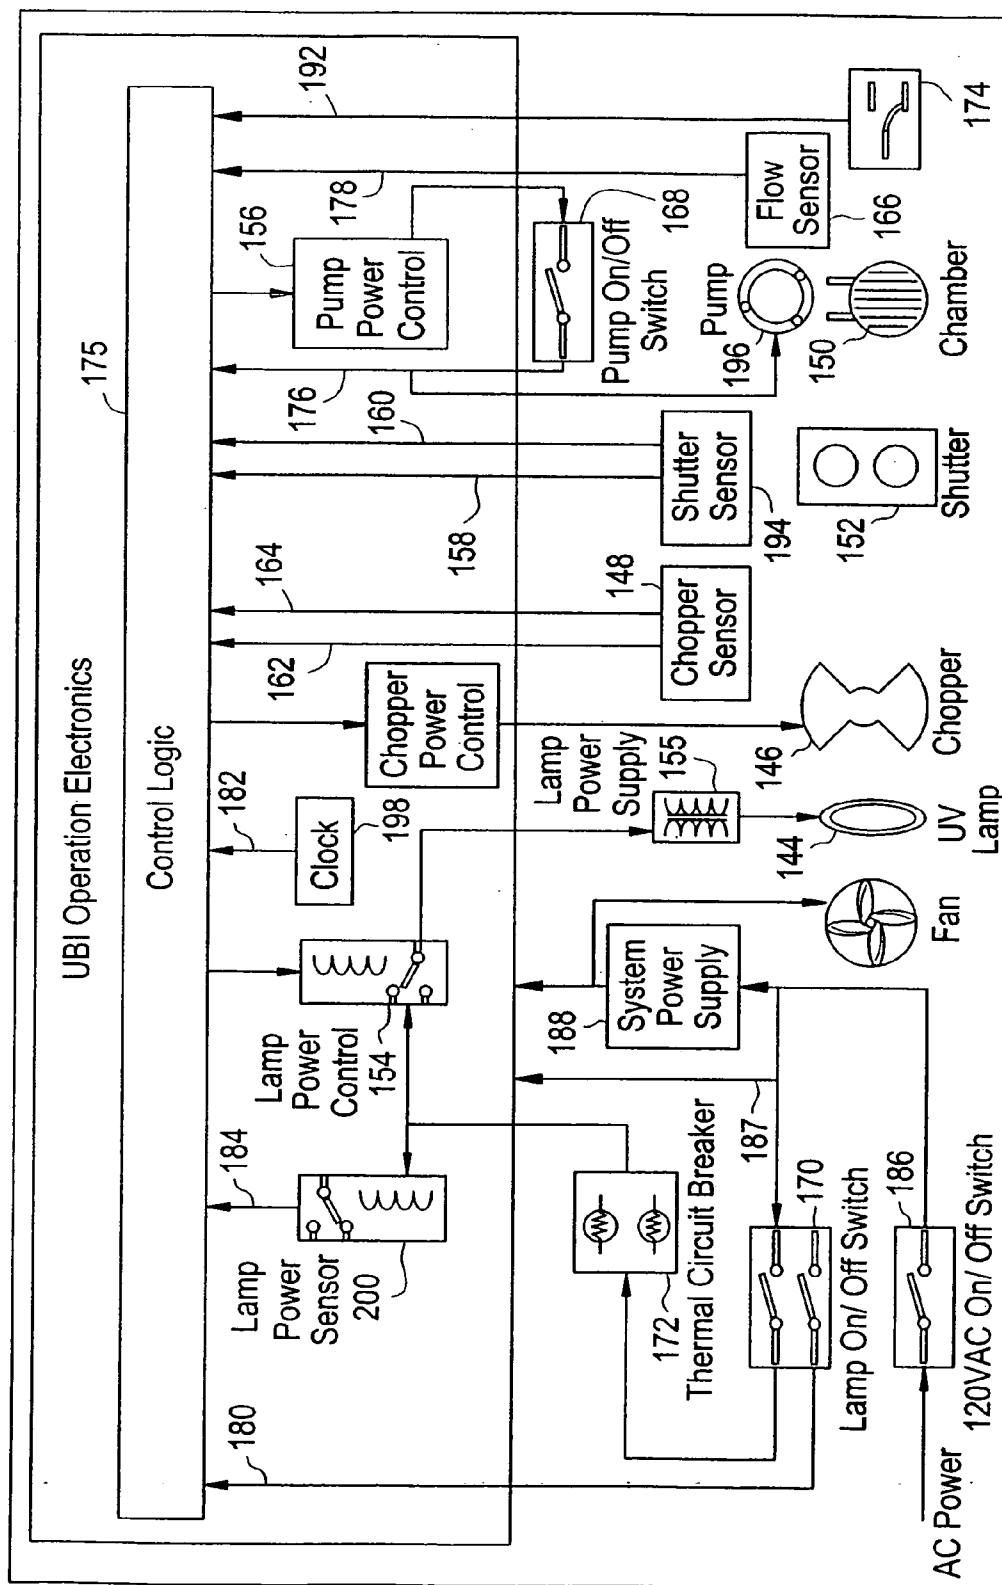 UBI Operation Electronics
175
Control Logic
180
184
182
162
164
158
160
176
178
192
Lamp
Power
Sensor
200
Lamp
Power
Control
154
Clock
198
Chopper
Power
Control
Pump
Power
Control
156
Pump On/Off
Switch
168
172
Thermal Circuit Breaker
187
188
System
Power
Supply
Lamp
Power
Supply
155
Chopper
Sensor
148
Shutter
Sensor
194
Flow
Sensor
166
174
170
Lamp On/ Off Switch
AC Power
186
120VAC On/ Off Switch
Fan
144
UV
Lamp
146
Chopper
152
Shutter
Pump
196
150
Chamber